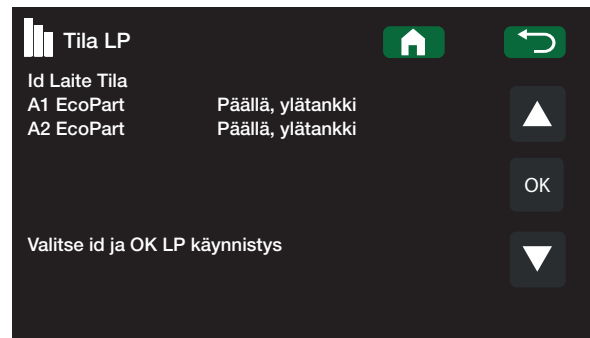 Tila LP
Id Laite Tila
A1 EcoPart Päällä, ylätankki
A2 EcoPart Päällä, ylätankki
OK
Valitse id ja OK LP käynnistys